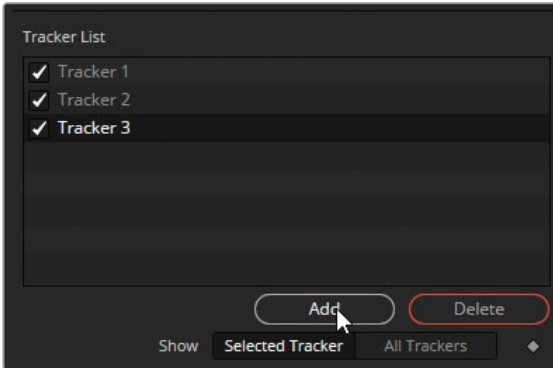 Tracker List
Tracker 1
Tracker 2
Tracker 3
Add Delete
Show Selected Tracker All Trackers